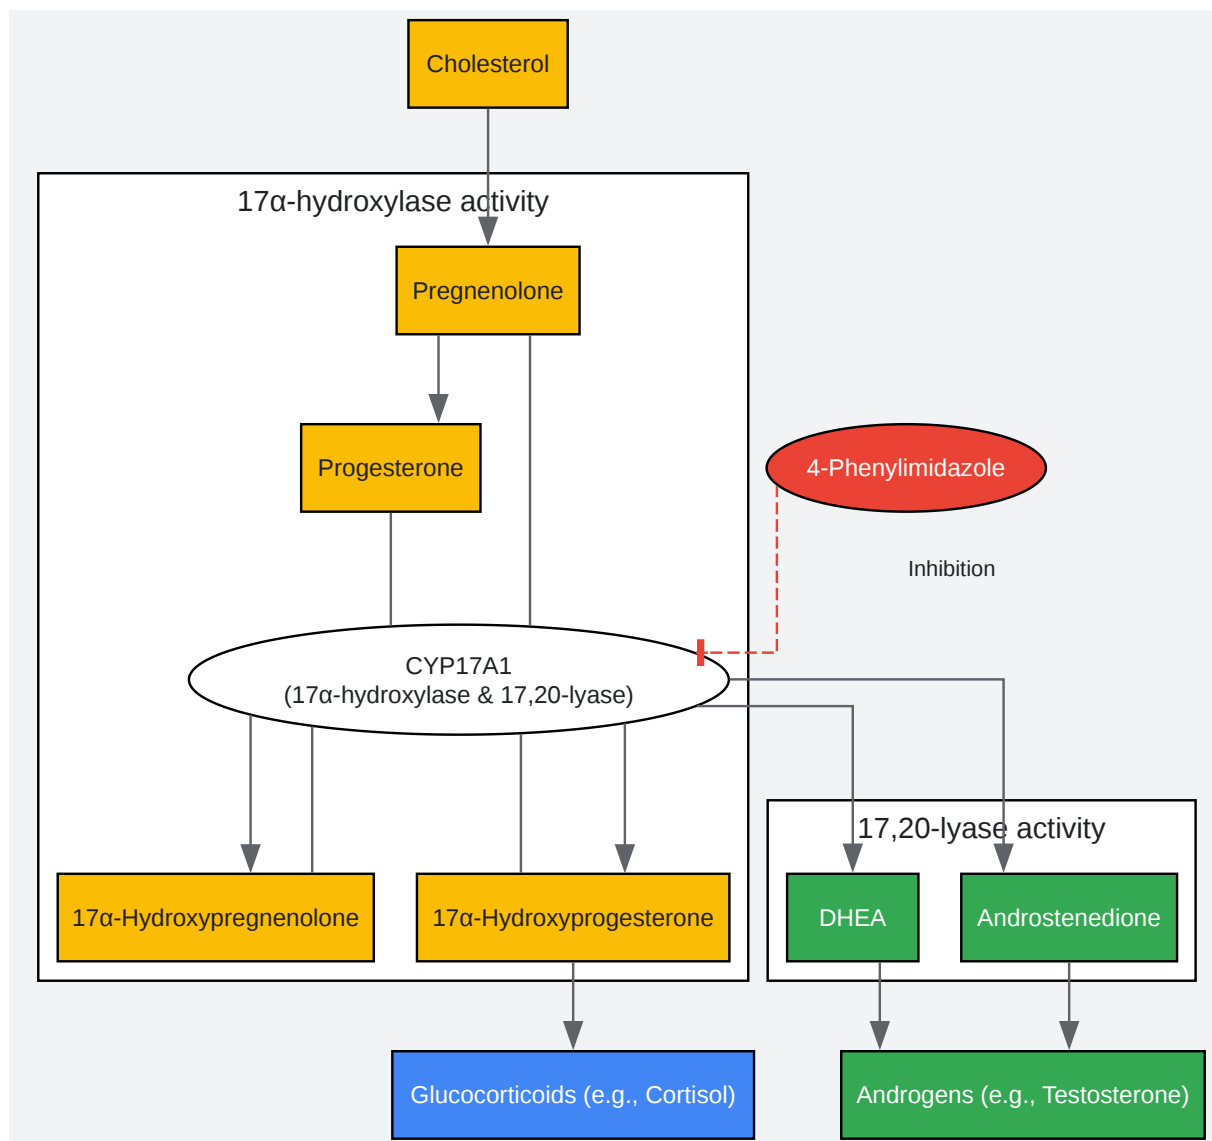 Cholesterol
17α-hydroxylase activity
Pregnenolone
Progesterone
4-Phenylimidazole
Inhibition
CYP17A1
(17α-hydroxylase & 17,20-lyase)
17,20-lyase activity
17α-Hydroxypregnenolone
17α-Hydroxyprogesterone
DHEA
Androstenedione
Glucocorticoids (e.g., Cortisol)
Androgens (e.g., Testosterone)